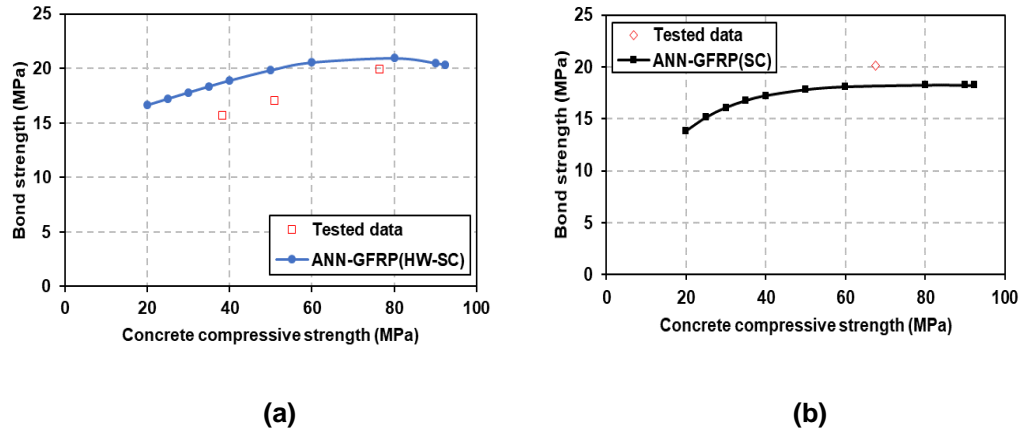 25
20
15
10
5
0
Bond strength (MPa)
Tested data
ANN-GFRP(HW-SC)
0 20 40 60 80 100
Concrete compressive strength (MPa)
(a)
25
20
15
10
5
0
Bond strength (MPa)
Tested data
ANN-GFRP(SC)
0 20 40 60 80 100
Concrete compressive strength (MPa)
(b)